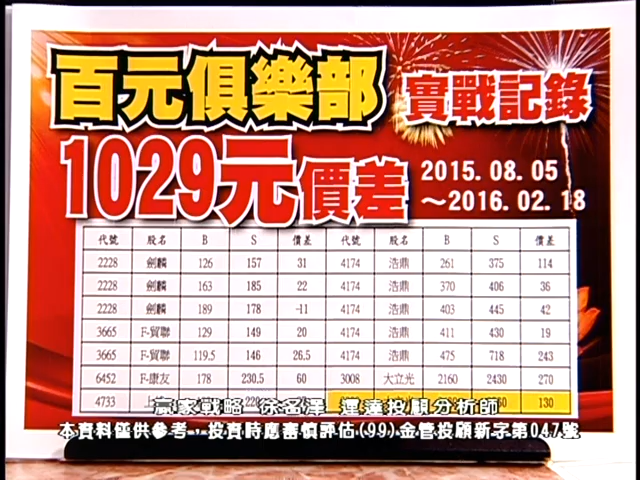 百元俱樂部 實戰記錄
1029元價差
2015.08.05
～2016.02.18
代號 股名 B S 價差 代號 股名 B S 價差
2228 劍麟 126 157 31 4174 浩鼎 261 375 114
2228 劍麟 163 185 22 4174 浩鼎 370 406 36
2228 劍麟 189 178 -11 4174 浩鼎 403 445 42
3665 F-貿聯 129 149 20 4174 浩鼎 411 430 19
3665 F-貿聯 119.5 146 26.5 4174 浩鼎 475 718 243
6452 F-康友 178 230.5 60 3008 大立光 2160 2430 270
4733 上 130
贏家戰略 徐名澤 運達投顧分析師
本資料僅供參考，投資時應審慎評估(99)金管投顧新字第047號